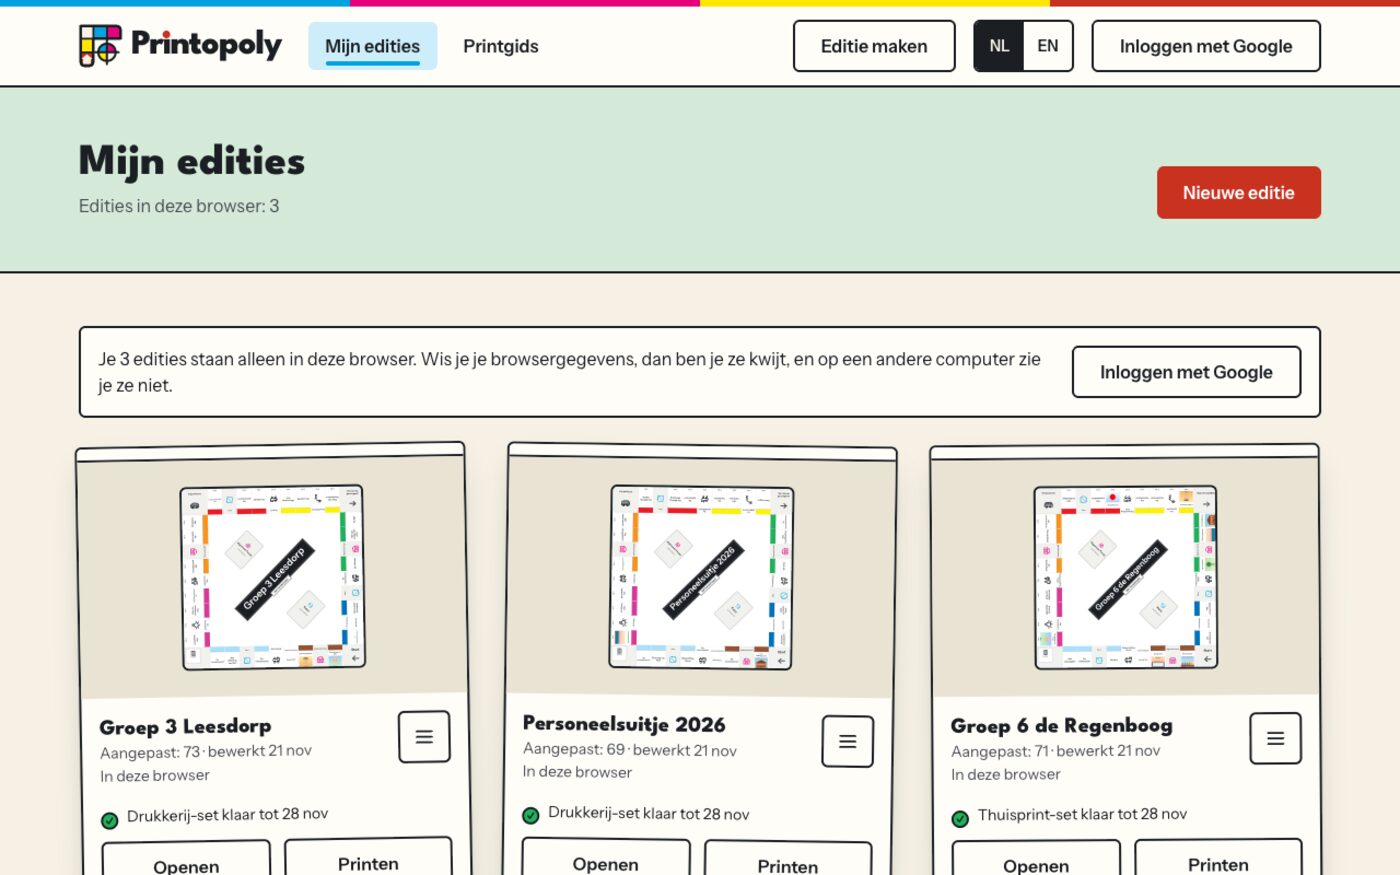 Printopoly
Mijn edities
Printgids
Editie maken
NL
EN
Inloggen met Google
Mijn edities
Edities in deze browser: 3
Nieuwe editie
Je 3 edities staan alleen in deze browser. Wis je je browsergegevens, dan ben je ze kwijt, en op een andere computer zie
je ze niet.
Inloggen met Google
Groep 3 Leesdorp
Personeelsuitje 2026
Groep 6 de Regenboog
Groep 3 Leesdorp
Aangepast: 73 · bewerkt 21 nov
In deze browser
Drukkerij-set klaar tot 28 nov
Openen
Printen
Personeelsuitje 2026
Aangepast: 69 · bewerkt 21 nov
In deze browser
Drukkerij-set klaar tot 28 nov
Openen
Printen
Groep 6 de Regenboog
Aangepast: 71 · bewerkt 21 nov
In deze browser
Thuisprint-set klaar tot 28 nov
Openen
Printen